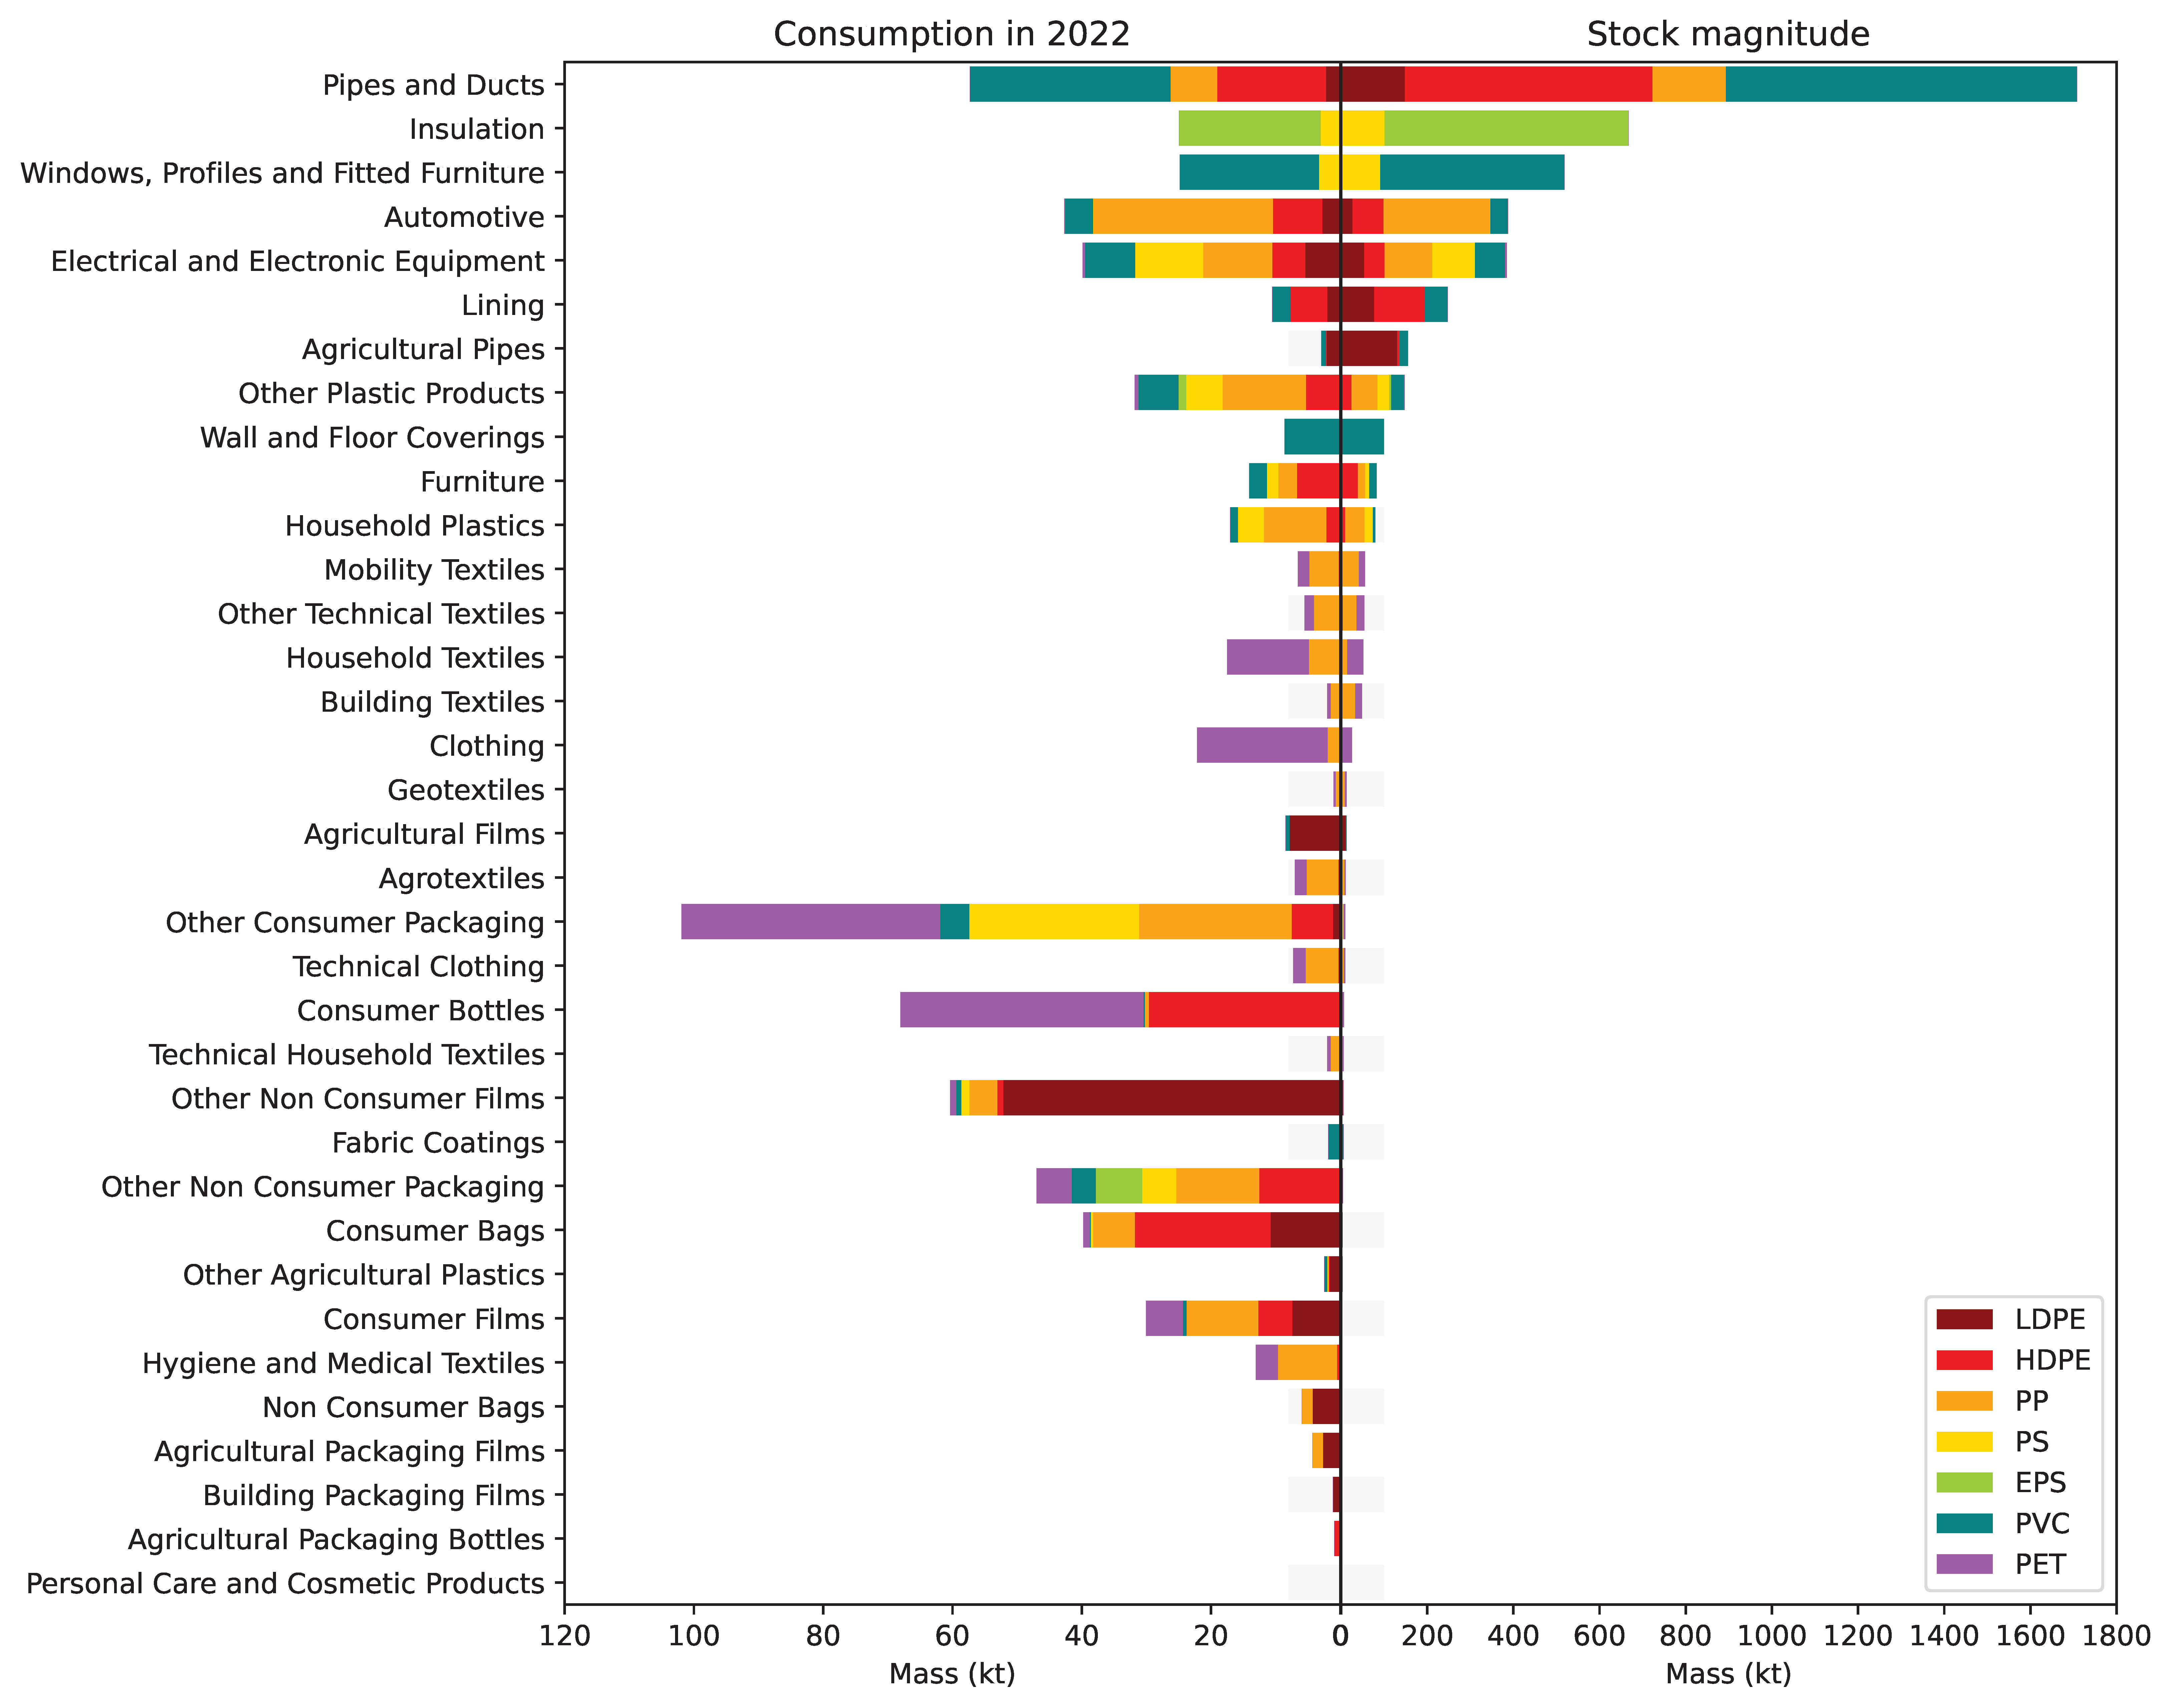 Consumption in 2022
Stock magnitude
Pipes and Ducts
Insulation
Windows, Profiles and Fitted Furniture
Automotive
Electrical and Electronic Equipment
Lining
Agricultural Pipes
Other Plastic Products
Wall and Floor Coverings
Furniture
Household Plastics
Mobility Textiles
Other Technical Textiles
Household Textiles
Building Textiles
Clothing
Geotextiles
Agricultural Films
Agrotextiles
Other Consumer Packaging
Technical Clothing
Consumer Bottles
Technical Household Textiles
Other Non Consumer Films
Fabric Coatings
Other Non Consumer Packaging
Consumer Bags
Other Agricultural Plastics
Consumer Films
Hygiene and Medical Textiles
Non Consumer Bags
Agricultural Packaging Films
Building Packaging Films
Agricultural Packaging Bottles
Personal Care and Cosmetic Products
LDPE
HDPE
PP
PS
EPS
PVC
PET
120 100 80 60 40 20 0 200 400 600 800 1000 1200 1400 1600 1800
Mass (kt)
Mass (kt)